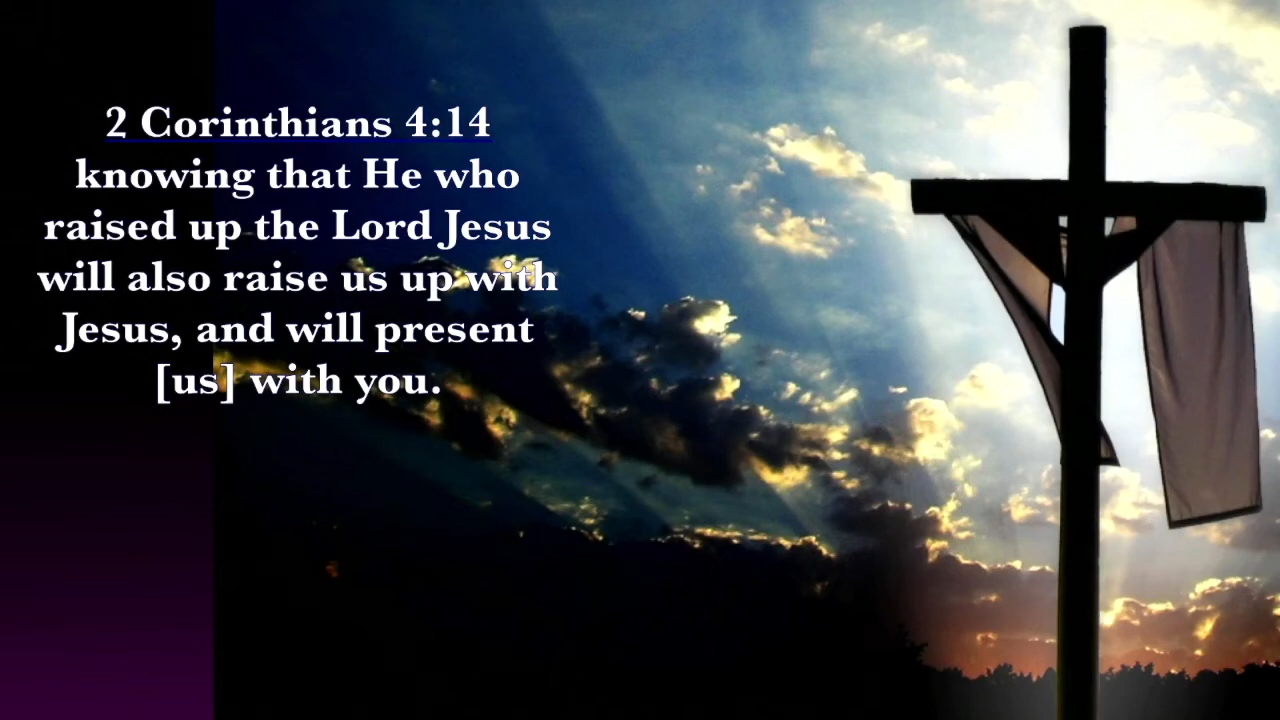 2 Corinthians 4:14
knowing that He who
raised up the Lord Jesus
will also raise us up with
Jesus, and will present
[us] with you.